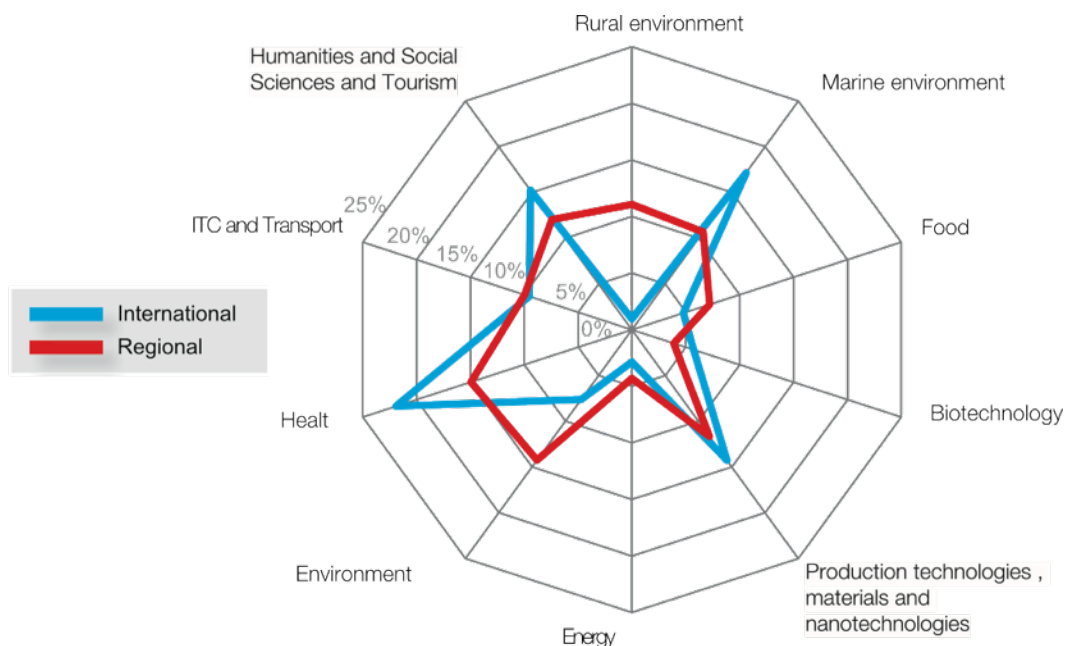 Rural environment
Humanities and Social
Sciences and Tourism
Marine environment
25%
ITC and Transport
20%
15%
10%
5%
0%
Food
International
Regional
Healt
Biotechnology
Environment
Production technologies ,
materials and
nanotechnologies
Energy